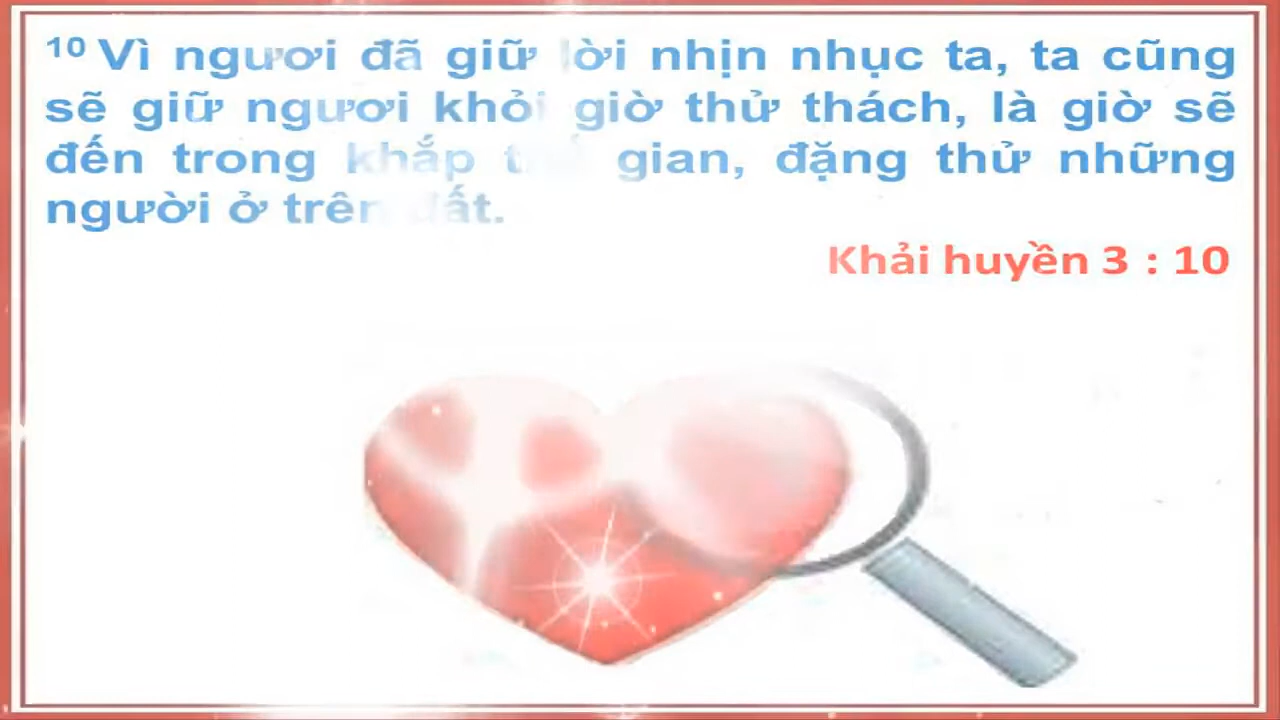 10 Vì ngươi đã giữ lời nhịn nhục ta, ta cũng
sẽ giữ ngươi khỏi giờ thử thách, là giờ sẽ
đến trong khắp thế gian, đặng thử những
người ở trên đất.
Khải huyền 3 : 10